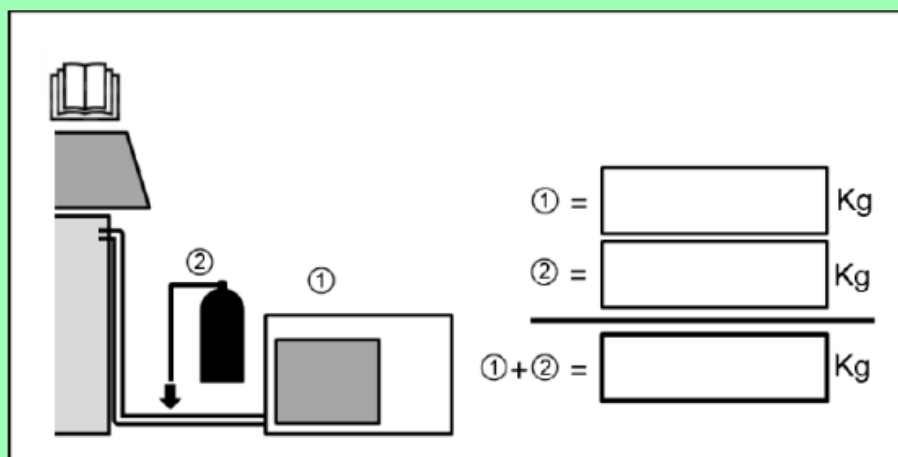 ① = Kg
② = Kg
①+② = Kg
②
①